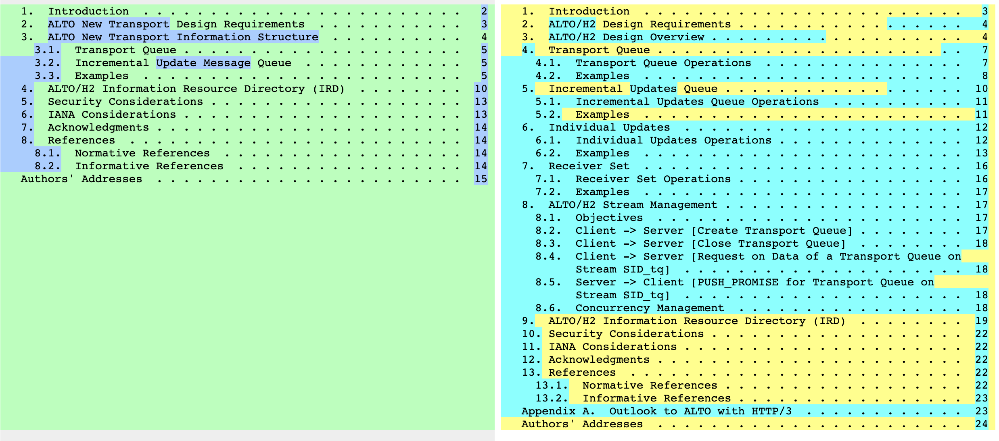 1.  Introduction  . . . . . . . . . . . . . . . . . . . . . . . .   2
2.  ALTO New Transport Design Requirements  . . . . . . . . . . .   3
3.  ALTO New Transport Information Structure  . . . . . . . . . .   4
  3.1.  Transport Queue . . . . . . . . . . . . . . . . . . . . .   5
  3.2.  Incremental Update Message Queue  . . . . . . . . . . . .   5
  3.3.  Examples  . . . . . . . . . . . . . . . . . . . . . . . .   5
4.  ALTO/H2 Information Resource Directory (IRD)  . . . . . . . .  10
5.  Security Considerations . . . . . . . . . . . . . . . . . . .  13
6.  IANA Considerations . . . . . . . . . . . . . . . . . . . . .  13
7.  Acknowledgments . . . . . . . . . . . . . . . . . . . . . . .  14
8.  References  . . . . . . . . . . . . . . . . . . . . . . . . .  14
  8.1.  Normative References  . . . . . . . . . . . . . . . . . .  14
  8.2.  Informative References  . . . . . . . . . . . . . . . . .  14
Authors' Addresses  . . . . . . . . . . . . . . . . . . . . . . .  15
1.  Introduction  . . . . . . . . . . . . . . . . . . . . . . . .   3
2.  ALTO/H2 Design Requirements . . . . . . . . . . . . . . . . .   4
3.  ALTO/H2 Design Overview . . . . . . . . . . . . . . . . . . .   4
4.  Transport Queue . . . . . . . . . . . . . . . . . . . . . . .   7
  4.1.  Transport Queue Operations  . . . . . . . . . . . . . . .   7
  4.2.  Examples  . . . . . . . . . . . . . . . . . . . . . . . .   8
5.  Incremental Updates Queue . . . . . . . . . . . . . . . . . .  10
  5.1.  Incremental Updates Queue Operations  . . . . . . . . . .  11
  5.2.  Examples  . . . . . . . . . . . . . . . . . . . . . . . .  11
6.  Individual Updates  . . . . . . . . . . . . . . . . . . . . .  12
  6.1.  Individual Updates Operations . . . . . . . . . . . . . .  12
  6.2.  Examples  . . . . . . . . . . . . . . . . . . . . . . . .  13
7.  Receiver Set  . . . . . . . . . . . . . . . . . . . . . . . .  16
  7.1.  Receiver Set Operations . . . . . . . . . . . . . . . . .  16
  7.2.  Examples  . . . . . . . . . . . . . . . . . . . . . . . .  17
8.  ALTO/H2 Stream Management . . . . . . . . . . . . . . . . . .  17
  8.1.  Objectives  . . . . . . . . . . . . . . . . . . . . . . .  17
  8.2.  Client -> Server [Create Transport Queue] . . . . . . . .  17
  8.3.  Client -> Server [Close Transport Queue]  . . . . . . . .  18
  8.4.  Client -> Server [Request on Data of a Transport Queue on
        Stream SID_tq]  . . . . . . . . . . . . . . . . . . . . .  18
  8.5.  Server -> Client [PUSH_PROMISE for Transport Queue on
        Stream SID_tq]  . . . . . . . . . . . . . . . . . . . . .  18
  8.6.  Concurrency Management  . . . . . . . . . . . . . . . . .  18
9.  ALTO/H2 Information Resource Directory (IRD)  . . . . . . . .  19
10. Security Considerations . . . . . . . . . . . . . . . . . . .  22
11. IANA Considerations . . . . . . . . . . . . . . . . . . . . .  22
12. Acknowledgments . . . . . . . . . . . . . . . . . . . . . . .  22
13. References  . . . . . . . . . . . . . . . . . . . . . . . . .  22
  13.1.  Normative References . . . . . . . . . . . . . . . . . .  22
  13.2.  Informative References . . . . . . . . . . . . . . . . .  23
Appendix A.  Outlook to ALTO with HTTP/3  . . . . . . . . . . . .  23
Authors' Addresses  . . . . . . . . . . . . . . . . . . . . . . .  24